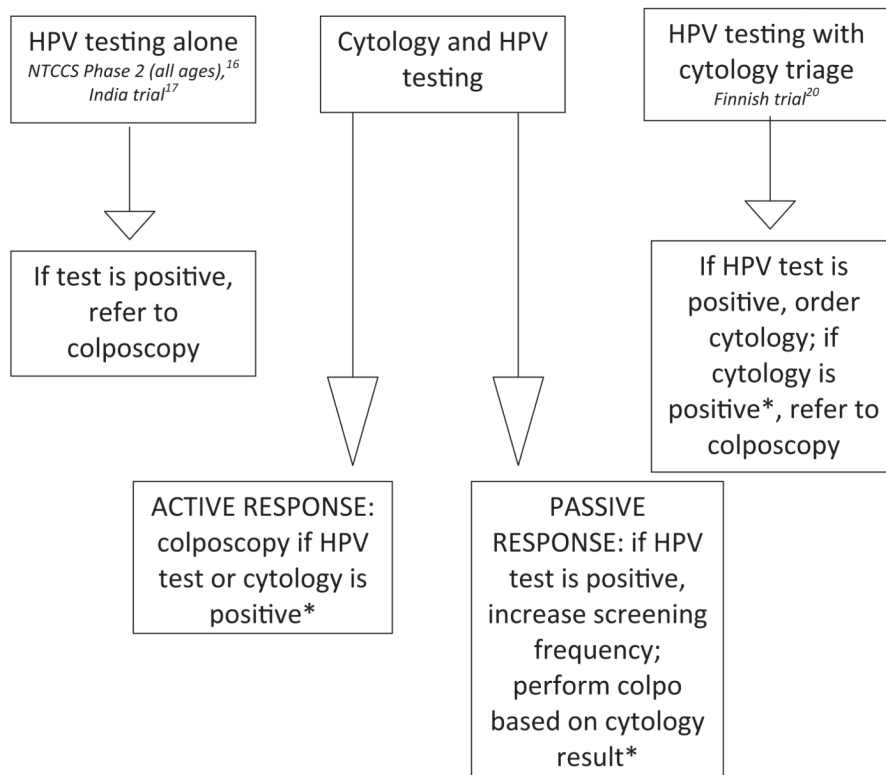 HPV testing alone
NTCCS Phase 2 (all ages),16
India trial17
Cytology and HPV
testing
HPV testing with
cytology triage
Finnish trial20
If test is positive,
refer to
colposcopy
If HPV test is
positive, order
cytology; if
cytology is
positive*, refer to
colposcopy
ACTIVE RESPONSE:
colposcopy if HPV
test or cytology is
positive*
PASSIVE
RESPONSE: if HPV
test is positive,
increase screening
frequency;
perform colpo
based on cytology
result*